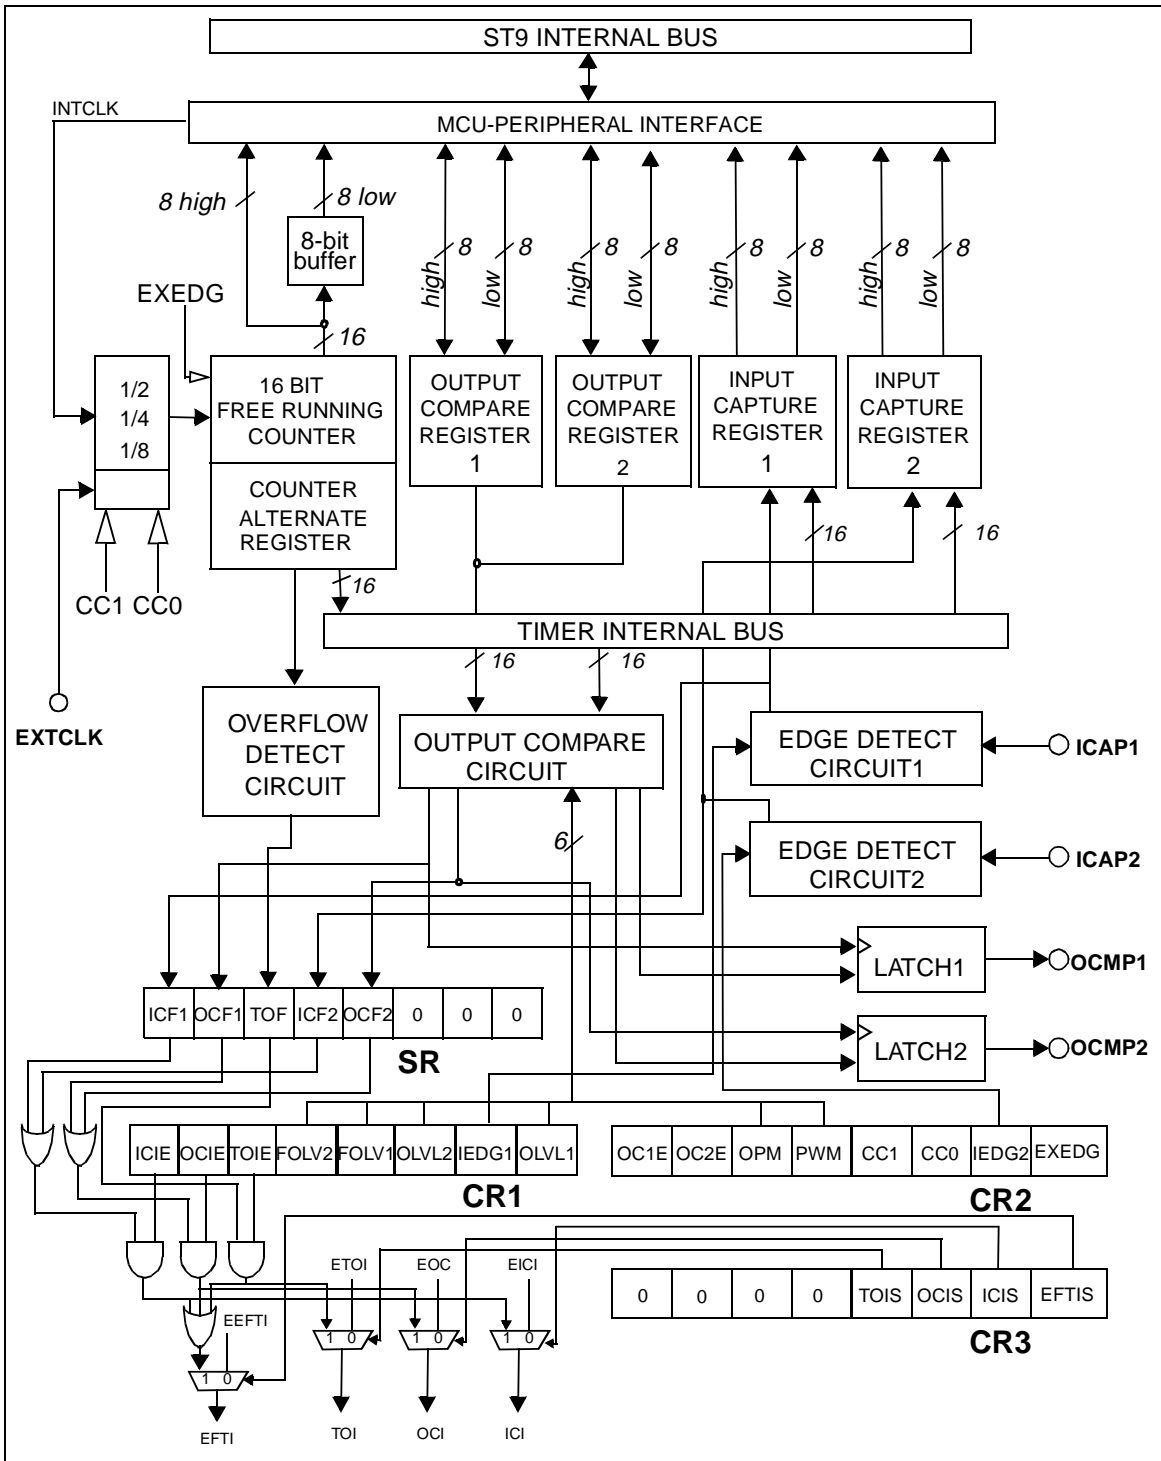 ST9 INTERNAL BUS
INTCLK
MCU-PERIPHERAL INTERFACE
8 high
8 low
8-bit
buffer
high
8
low
8
high
8
low
8
high
8
low
8
high
8
low
8
EXEDG
16
1/2
1/4
1/8
16 BIT
FREE RUNNING
COUNTER
OUTPUT
COMPARE
REGISTER
1
OUTPUT
COMPARE
REGISTER
2
INPUT
CAPTURE
REGISTER
1
INPUT
CAPTURE
REGISTER
2
COUNTER
ALTERNATE
REGISTER
16
16
16
CC1 CC0
TIMER INTERNAL BUS
16
16
EXTCLK
OVERFLOW
DETECT
CIRCUIT
OUTPUT COMPARE
CIRCUIT
EDGE DETECT
CIRCUIT1
ICAP1
6
EDGE DETECT
CIRCUIT2
ICAP2
LATCH1
OCMP1
LATCH2
OCMP2
ICF1 OCF1 TOF ICF2 OCF2 0 0 0
SR
ICIE OCIE TOIE FOLV2 FOLV1 OLVL2 IEDG1 OLVL1
CR1
OC1E OC2E OPM PWM CC1 CC0 IEDG2 EXEDG
CR2
ETOI
EOC
EICI
0 0 0 0 TOIS OCIS ICIS EFTIS
CR3
EEFTI
1 0
1 0
1 0
1 0
EFTI
TOI
OCI
ICI